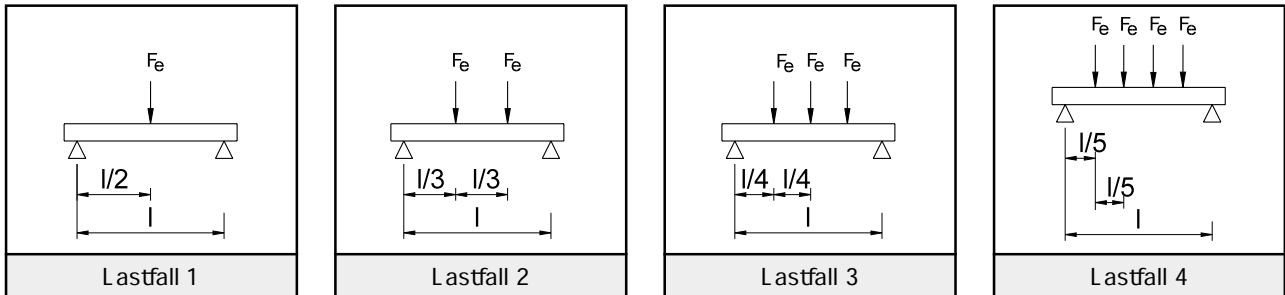 Fe
l/2
l
Lastfall 1
Fe Fe
l/3 l/3
l
Lastfall 2
Fe Fe Fe
l/4 l/4
l
Lastfall 3
Fe Fe Fe Fe
l/5
l/5
l
Lastfall 4